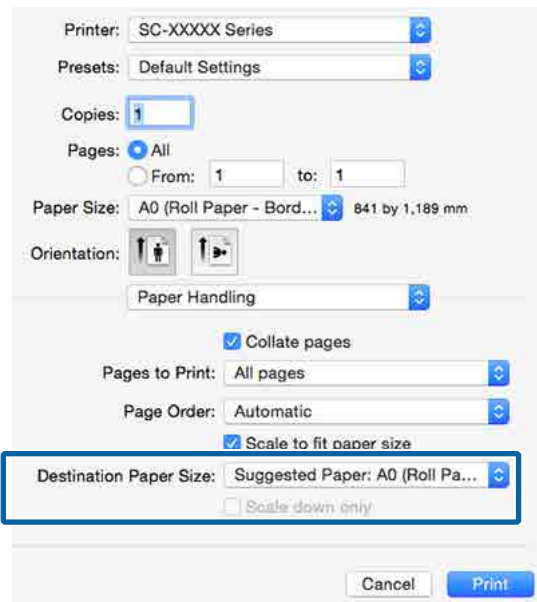 Printer: SC-XXXXX Series
Presets: Default Settings
Copies: 1
Pages: All
From: 1 to: 1
Paper Size: A0 (Roll Paper - Bord... 841 by 1,189 mm
Orientation:
Paper Handling
Collate pages
Pages to Print: All pages
Page Order: Automatic
Scale to fit paper size
Destination Paper Size: Suggested Paper: A0 (Roll Pa...
Scale down only
Cancel Print